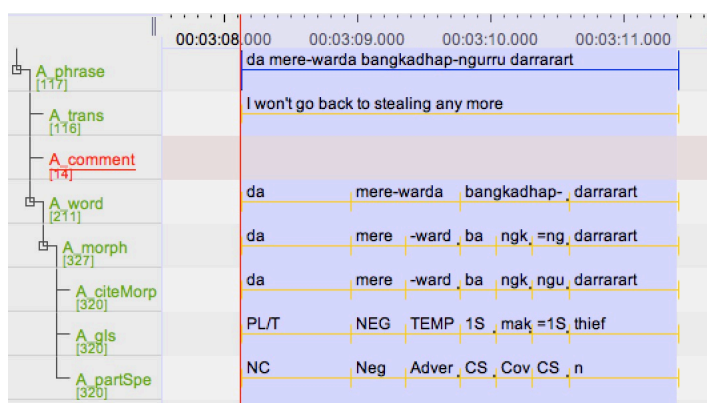 00:03:08.000 00:03:09.000 00:03:10.000 00:03:11.000
A_phrase [117] da mere-warda bangkadhap-ngurru darrarart
A_trans [116] I won't go back to stealing any more
A_comment [14]
A_word [211] da mere-warda bangkadhap- darrarart
A_morph [327] da mere -ward ba ngk =ng darrarart
A_citeMorp [320] da mere -ward ba ngk ngu darrarart
A_gls [320] PL/T NEG TEMP 1S mak =1S thief
A_partSpe [320] NC Neg Adver CS Cov CS n